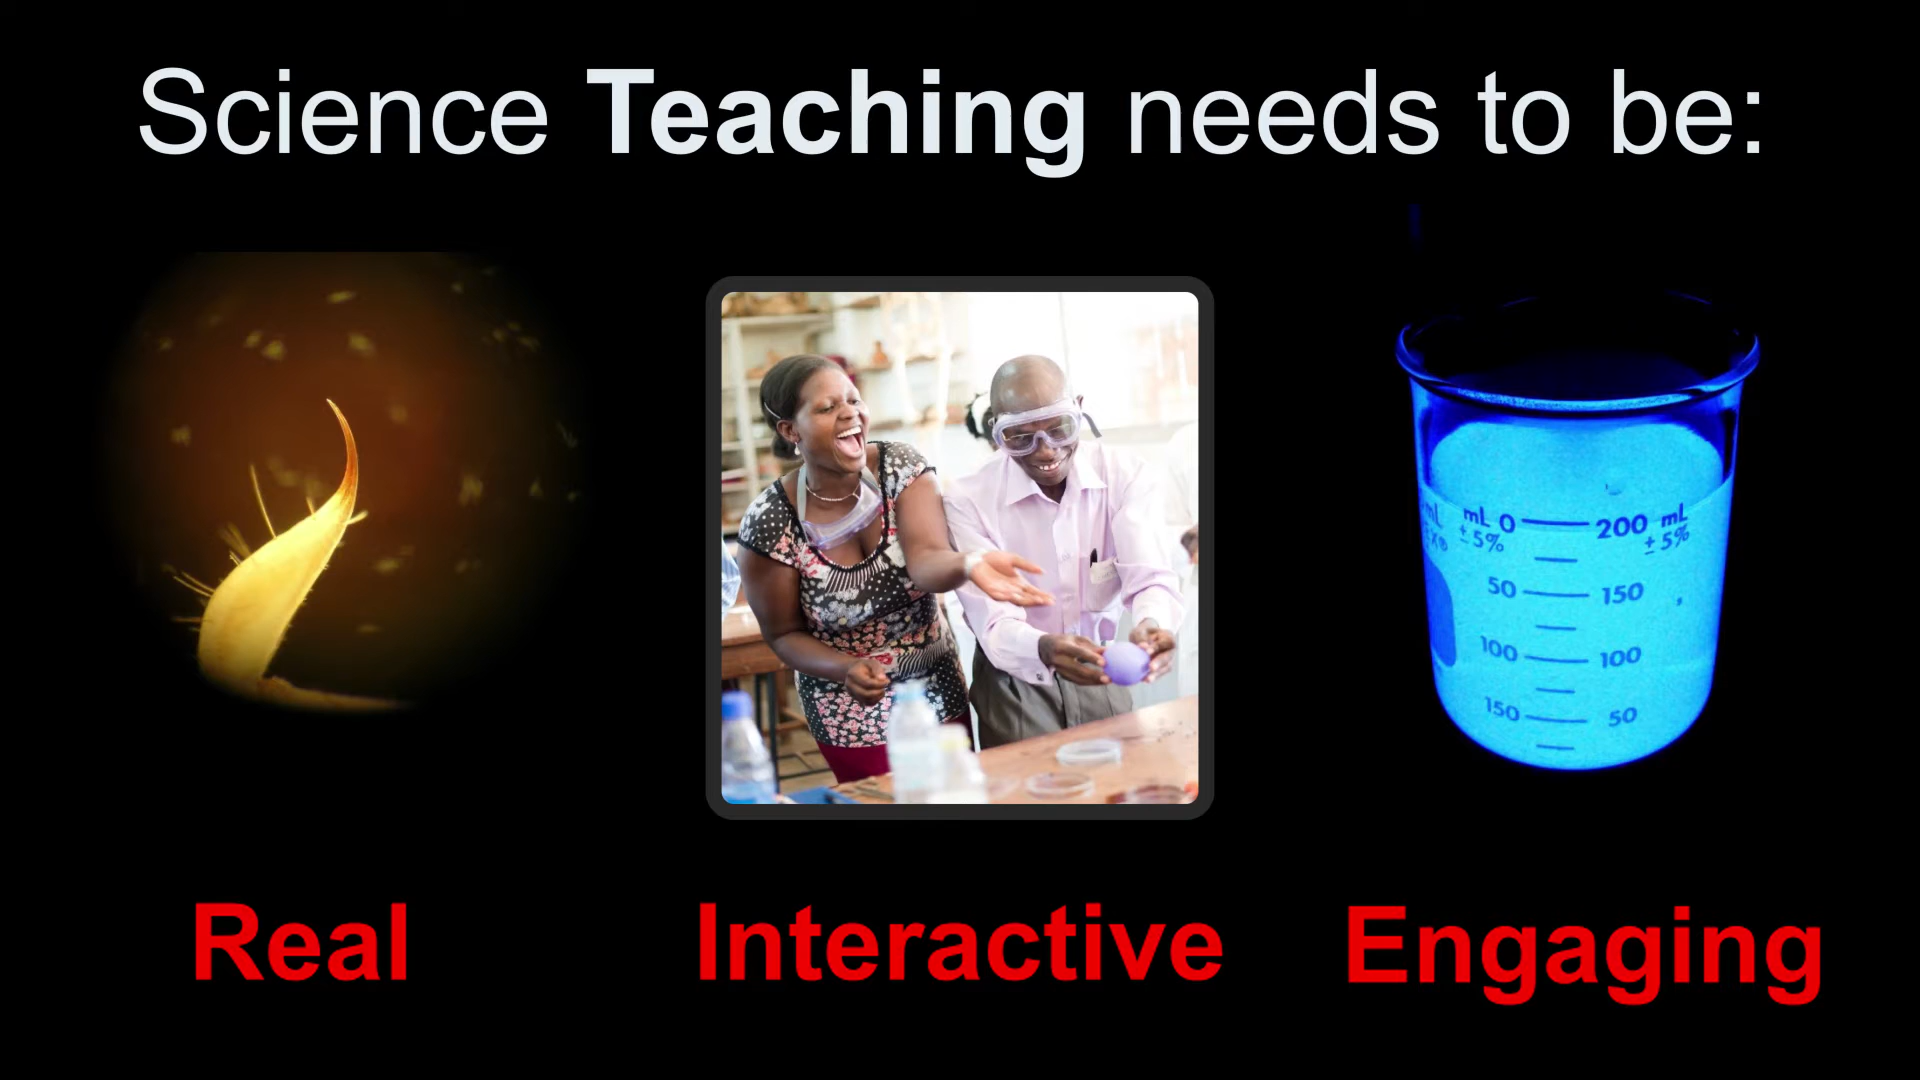 Science Teaching needs to be:
mL 0 200 mL
± 5% ± 5%
50 150
100 100
150 50
Real Interactive Engaging